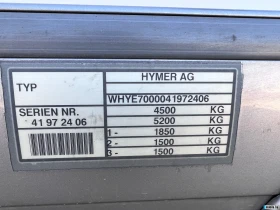 HYMER AG
TYP
WHYE7000041972406
SERIEN NR. 4500 KG
41 97 24 06 5200 KG
1- 1850 KG
2- 1500 KG
3- 1500 KG